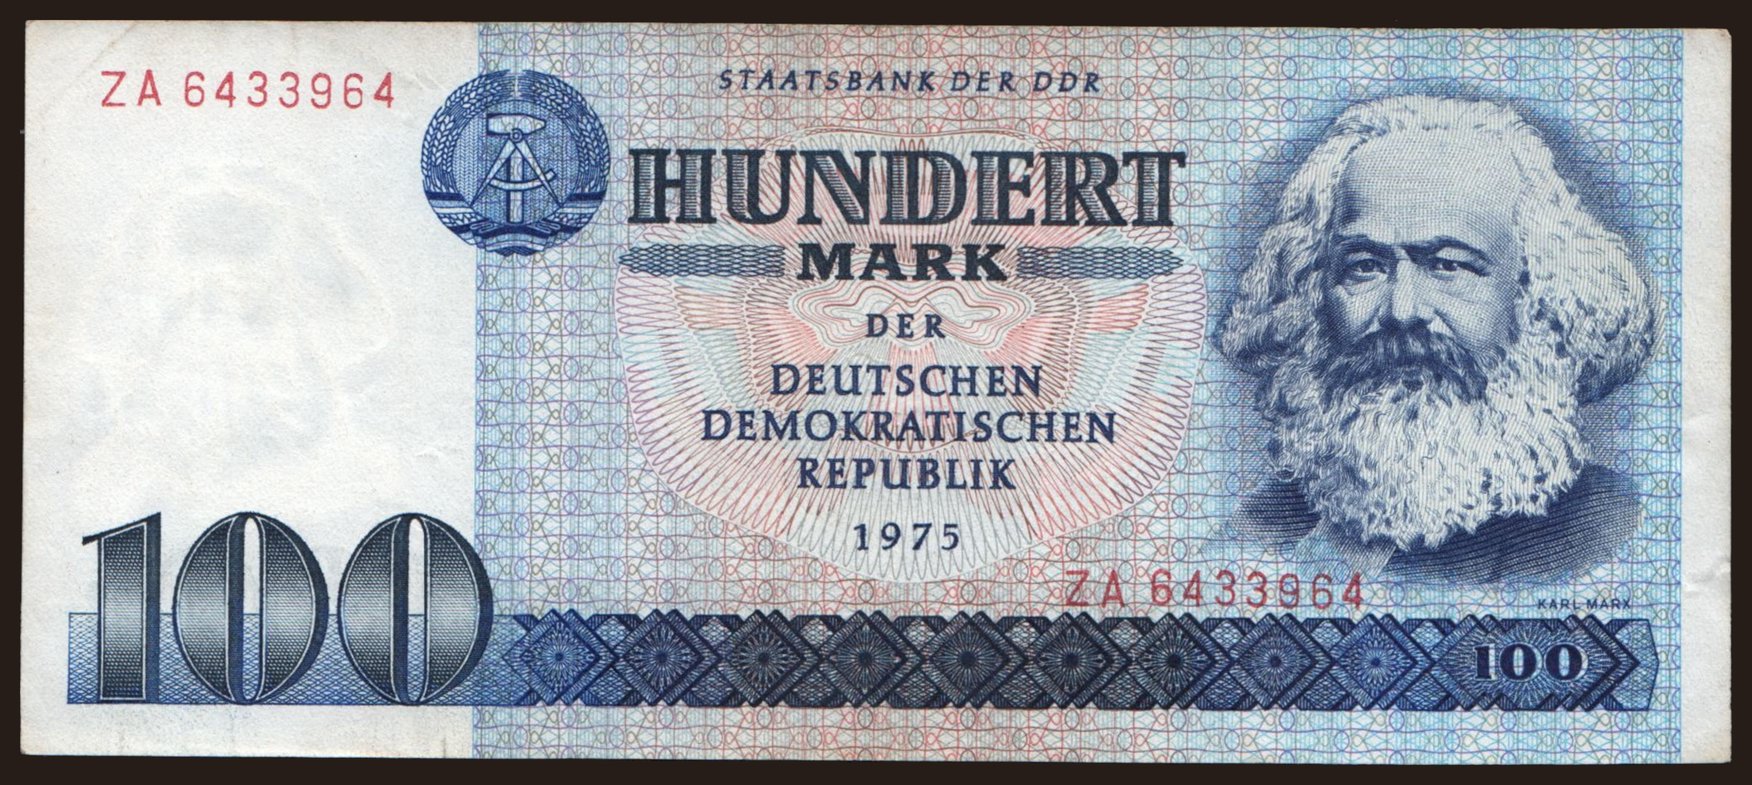 ZA 6433964
STAATSBANK DER DDR
HUNDERT
MARK
DER
DEUTSCHEN
DEMOKRATISCHEN
REPUBLIK
1975
ZA 6433964
KARL MARX
100
100